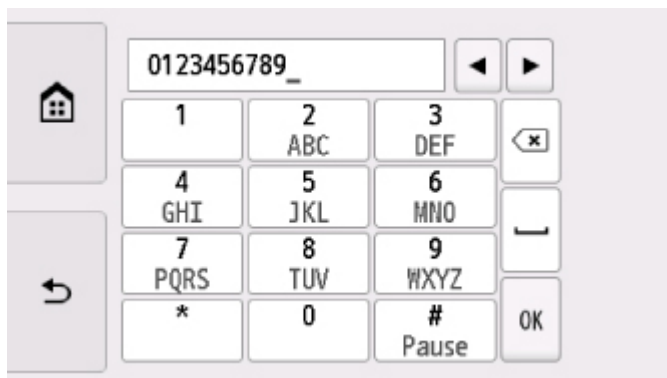 0123456789_
1 2 3
ABC DEF
4 5 6
GHI JKL MNO
7 8 9
PQRS TUV WXYZ
* 0 #
Pause
OK